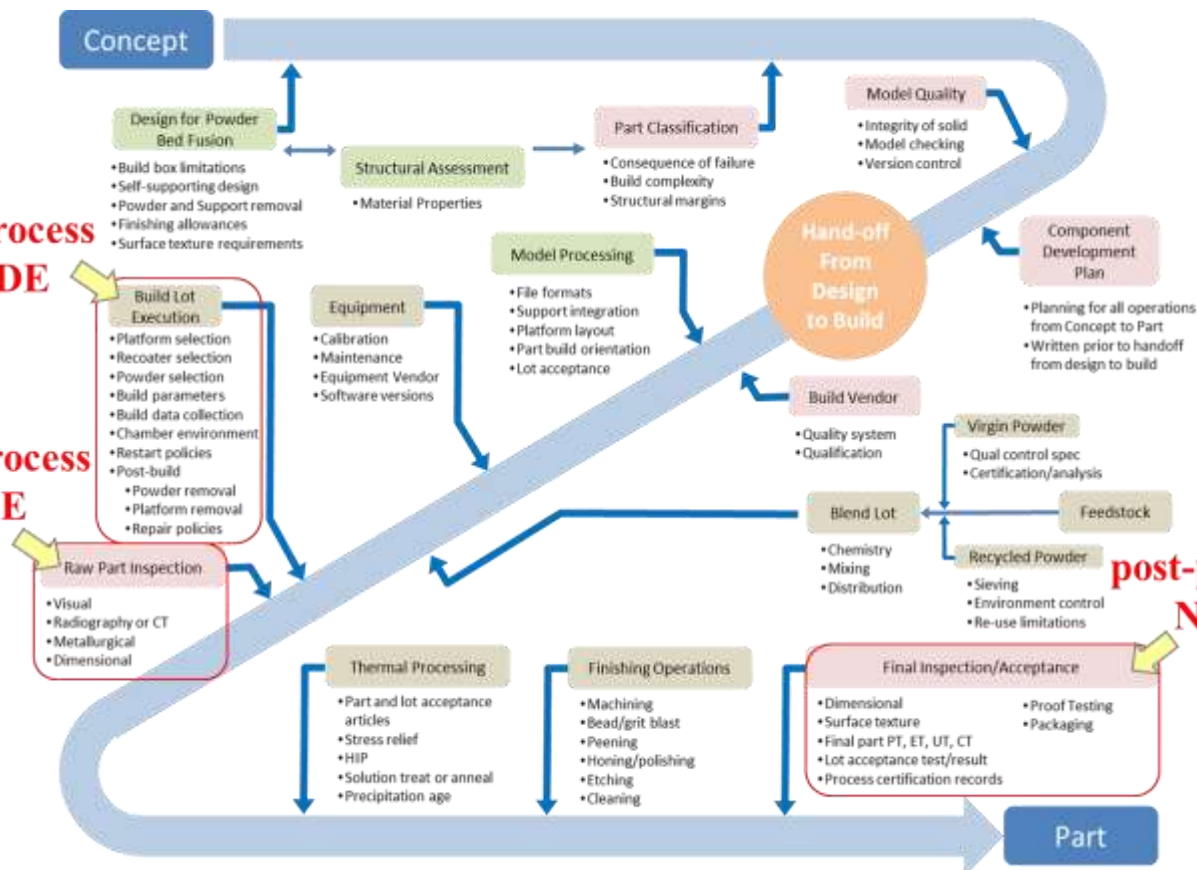 Concept
Design for Powder
Bed Fusion
•Build box limitations
•Self-supporting design
•Powder and Support removal
•Finishing allowances
•Surface texture requirements
Structural Assessment
•Material Properties
Part Classification
•Consequence of failure
•Build complexity
•Structural margins
Model Quality
•Integrity of solid
•Model checking
•Version control
Hand-off
From
Design
to Build
Component
Development
Plan
•Planning for all operations
from Concept to Part
•Written prior to handoff
from design to build
Model Processing
•File formats
•Support integration
•Platform layout
•Part build orientation
•Lot acceptance
Build Lot
Execution
•Platform selection
•Recoater selection
•Powder selection
•Build parameters
•Build data collection
•Chamber environment
•Restart policies
•Post-build
•Powder removal
•Platform removal
•Repair policies
Equipment
•Calibration
•Maintenance
•Equipment Vendor
•Software versions
Build Vendor
•Quality system
•Qualification
Virgin Powder
•Qual control spec
•Certification/analysis
Blend Lot
•Chemistry
•Mixing
•Distribution
Feedstock
Recycled Powder
•Sieving
•Environment control
•Re-use limitations
Raw Part Inspection
•Visual
•Radiography or CT
•Metallurgical
•Dimensional
Thermal Processing
•Part and lot acceptance
articles
•Stress relief
•HIP
•Solution treat or anneal
•Precipitation age
Finishing Operations
•Machining
•Bead/grit blast
•Peening
•Honing/polishing
•Etching
•Cleaning
post-
Final Inspection/Acceptance
•Dimensional
•Surface texture
•Final part PT, ET, UT, CT
•Lot acceptance test/result
•Process certification records
•Proof Testing
•Packaging
Part